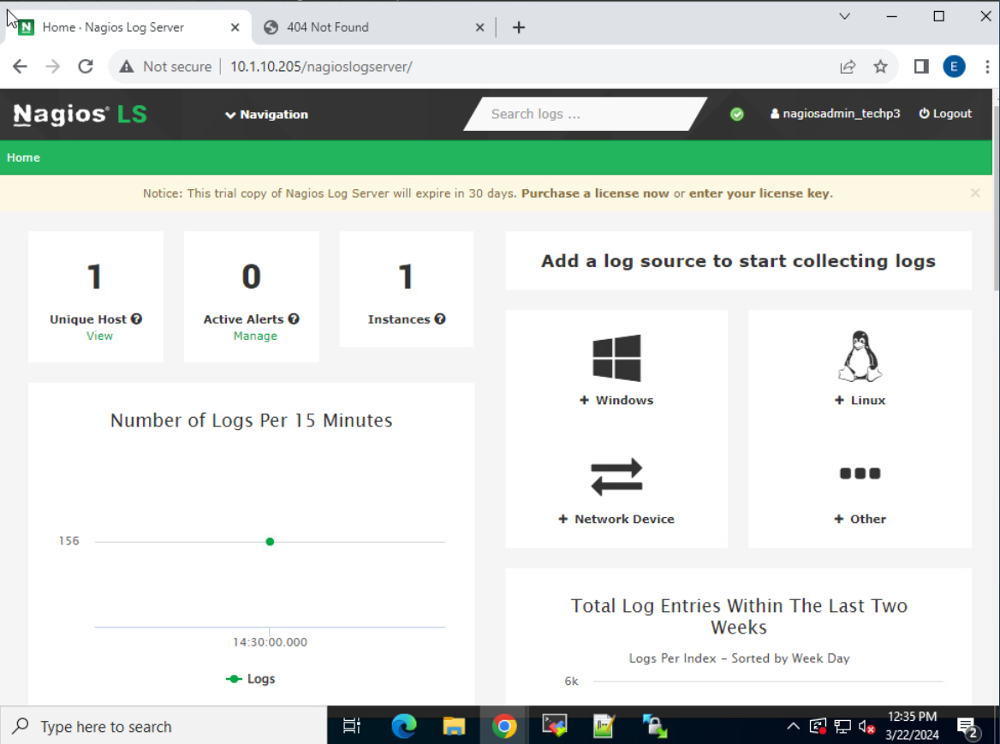 Home · Nagios Log Server
404 Not Found
Not secure
10.1.10.205/nagioslogserver/
E
Nagios® LS
Navigation
Search logs ...
nagiosadmin_techp3
Logout
Home
Notice: This trial copy of Nagios Log Server will expire in 30 days. Purchase a license now or enter your license key.
1
Unique Host
View
0
Active Alerts
Manage
1
Instances
Add a log source to start collecting logs
+ Windows
+ Linux
+ Network Device
+ Other
Number of Logs Per 15 Minutes
156
14:30:00.000
Logs
Total Log Entries Within The Last Two
Weeks
Logs Per Index – Sorted by Week Day
6k
Type here to search
12:35 PM
3/22/2024
2